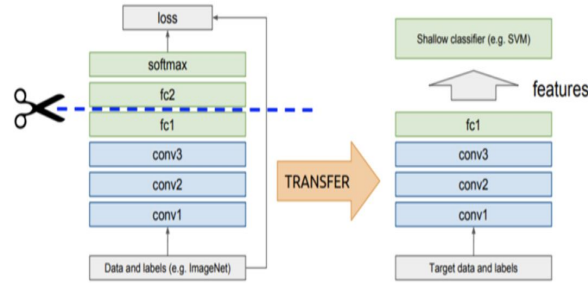 loss
softmax
fc2
fc1
conv3
conv2
conv1
Data and labels (e.g. ImageNet)
TRANSFER
Shallow classifier (e.g. SVM)
features
fc1
conv3
conv2
conv1
Target data and labels